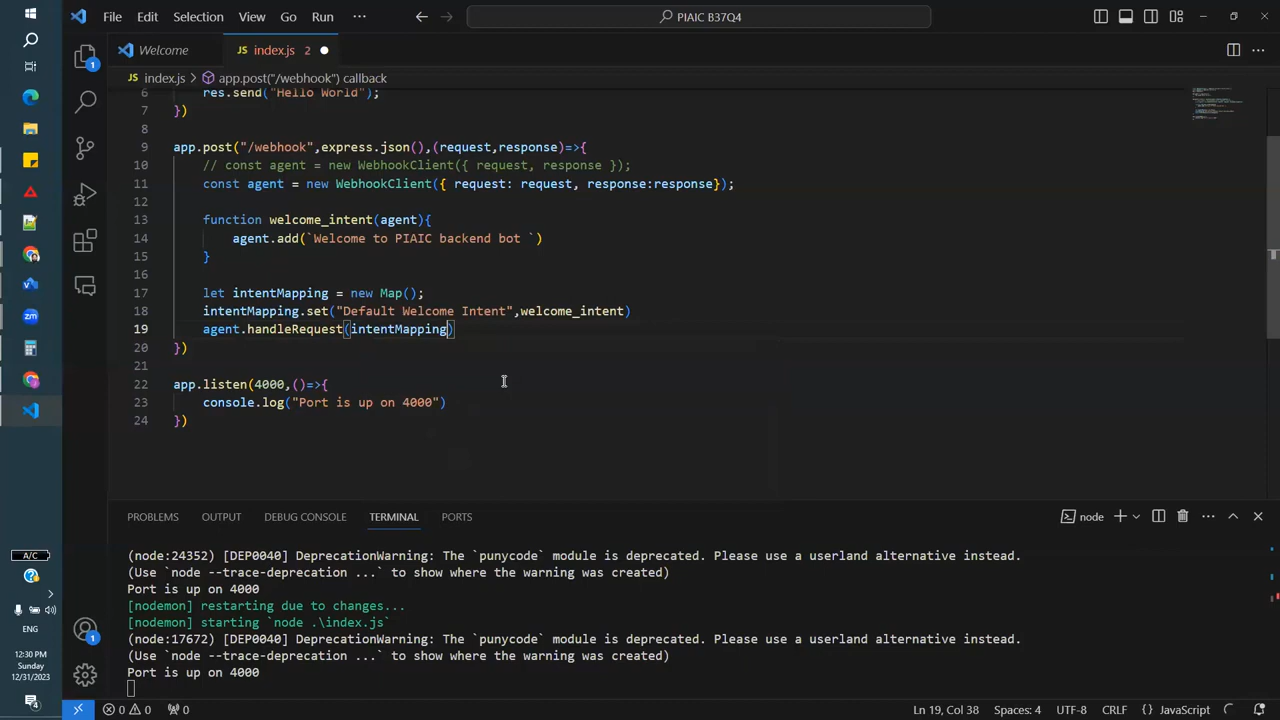 File Edit Selection View Go Run ··· PIAIC B37Q4
Welcome JS index.js 2
JS index.js > app.post("/webhook") callback
6 res.send("Hello World");
7 })
8
9 app.post("/webhook",express.json(),(request,response)=>{
10 // const agent = new WebhookClient({ request, response });
11 const agent = new WebhookClient({ request: request, response:response});
12
13 function welcome_intent(agent){
14 agent.add(`Welcome to PIAIC backend bot `)
15 }
16
17 let intentMapping = new Map();
18 intentMapping.set("Default Welcome Intent",welcome_intent)
19 agent.handleRequest(intentMapping)
20 })
21
22 app.listen(4000,()=>{
23 console.log("Port is up on 4000")
24 })
PROBLEMS OUTPUT DEBUG CONSOLE TERMINAL PORTS node
(node:24352) [DEP0040] DeprecationWarning: The `punycode` module is deprecated. Please use a userland alternative instead.
(Use `node --trace-deprecation ...` to show where the warning was created)
Port is up on 4000
[nodemon] restarting due to changes...
[nodemon] starting `node .\index.js`
(node:17672) [DEP0040] DeprecationWarning: The `punycode` module is deprecated. Please use a userland alternative instead.
(Use `node --trace-deprecation ...` to show where the warning was created)
Port is up on 4000
1
1
zm
A/C
ENG
12:30 PM
Sunday
12/31/2023
4
0 0 0 Ln 19, Col 38 Spaces: 4 UTF-8 CRLF {} JavaScript